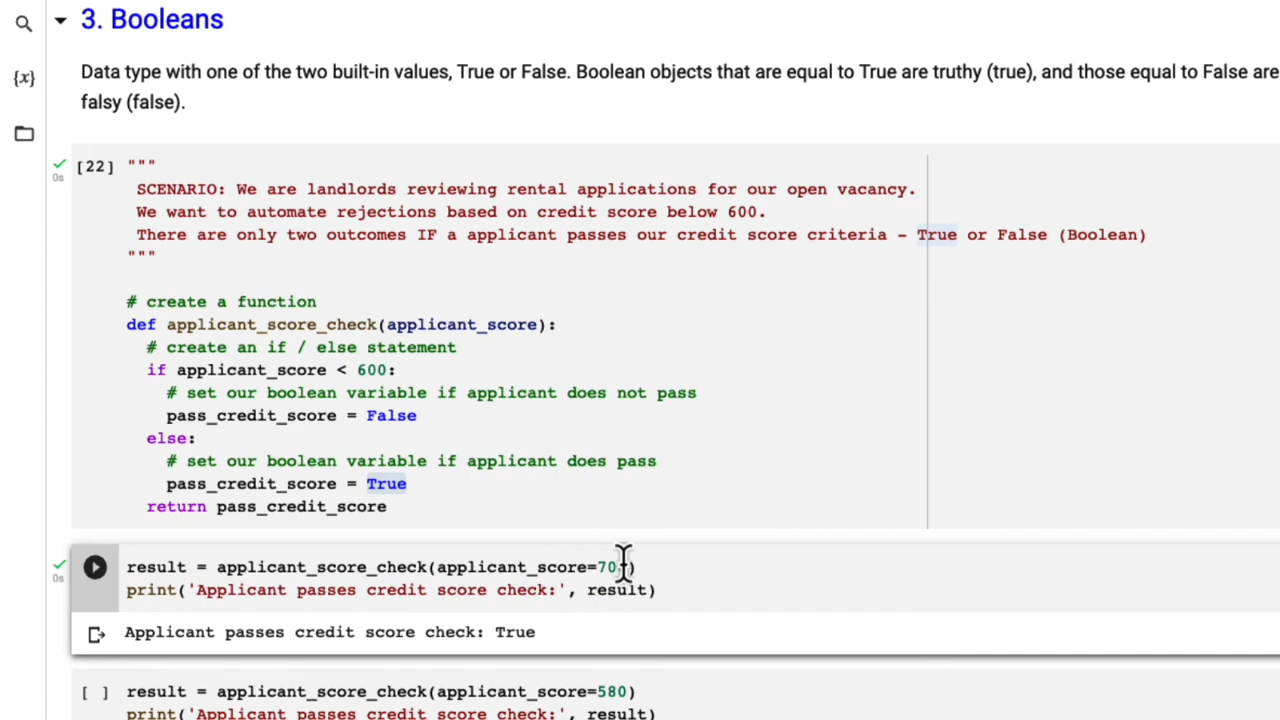 3. Booleans
{x}
Data type with one of the two built-in values, True or False. Boolean objects that are equal to True are truthy (true), and those equal to False are
falsy (false).
[22] """
0s
SCENARIO: We are landlords reviewing rental applications for our open vacancy.
We want to automate rejections based on credit score below 600.
There are only two outcomes IF a applicant passes our credit score criteria – True or False (Boolean)
"""
# create a function
def applicant_score_check(applicant_score):
# create an if / else statement
if applicant_score < 600:
# set our boolean variable if applicant does not pass
pass_credit_score = False
else:
# set our boolean variable if applicant does pass
pass_credit_score = True
return pass_credit_score
result = applicant_score_check(applicant_score=70 )
0s
print('Applicant passes credit score check:', result)
Applicant passes credit score check: True
[ ] result = applicant_score_check(applicant_score=580)
print('Applicant passes credit score check:', result)